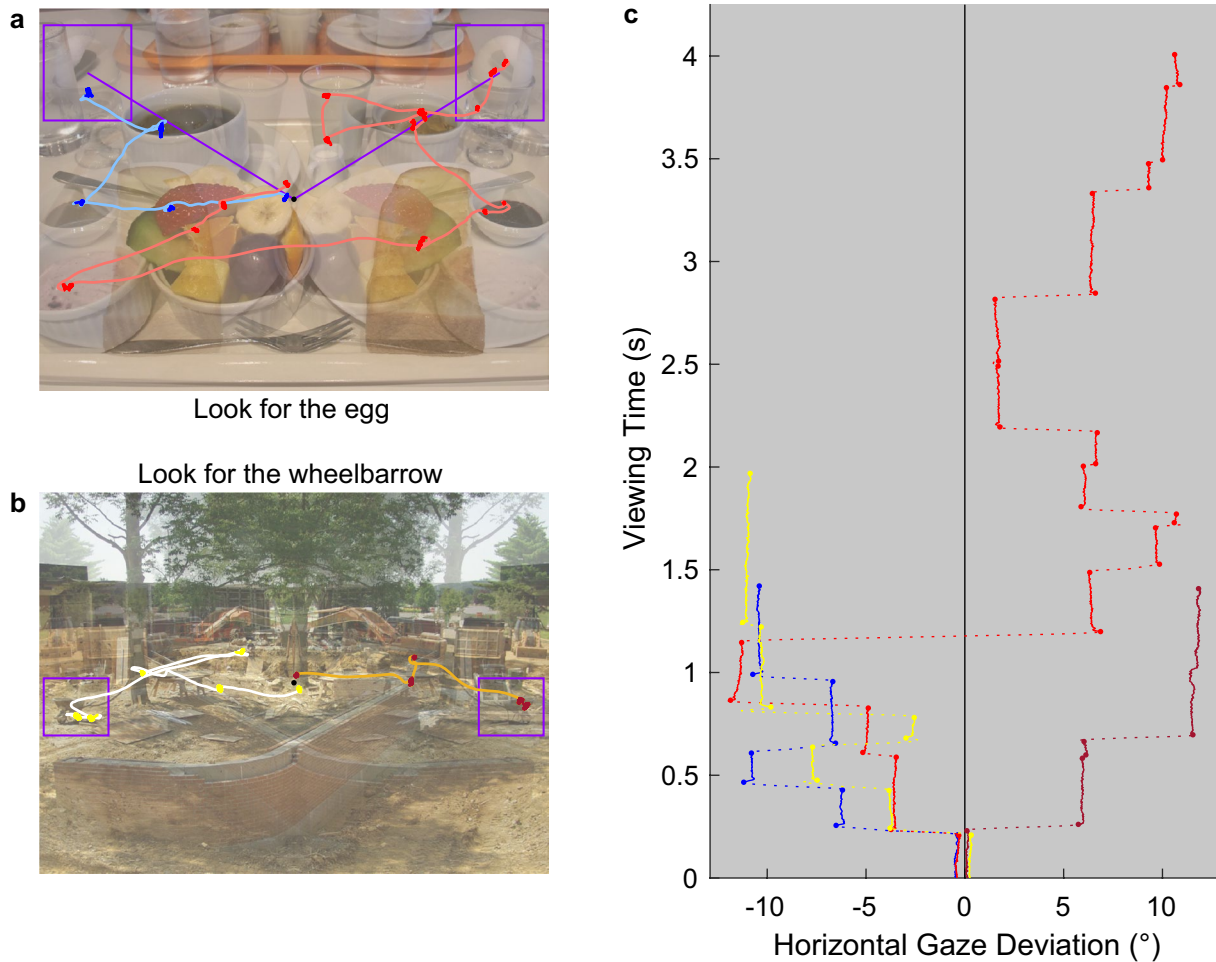 a
Look for the egg
Look for the wheelbarrow
b
c
4
3.5
3
2.5
2
1.5
1
0.5
0
Viewing Time (s)
-10
-5
0
5
10
Horizontal Gaze Deviation (°)